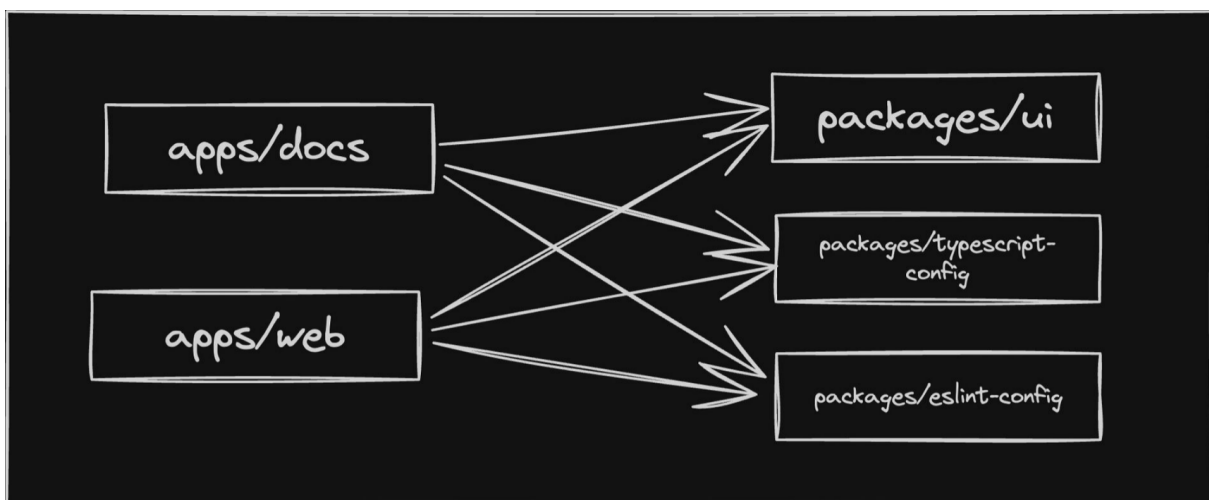 apps/docs
packages/ui
packages/typescript-
config
apps/web
packages/eslint-config